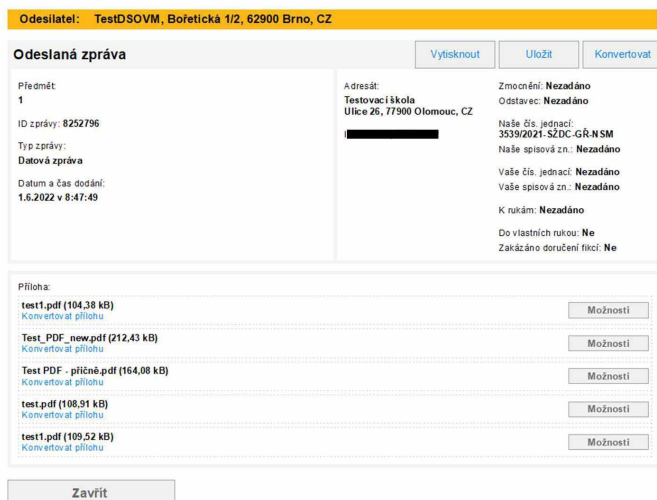 Odesílatel: TestDSOVM, Bořetická 1/2, 62900 Brno, CZ
Odeslaná zpráva
Vytisknout
Uložit
Konvertovat
Předmět:
1
ID zprávy: 8252796
Typ zprávy:
Datová zpráva
Datum a čas dodání:
1.6.2022 v 8:47:49
Adresát:
Testovací škola
Ulice 26, 77900 Olomouc, CZ
Zmocnění: Nezadáno
Odstavec: Nezadáno
Naše čís. jednací:
3539/2021-SŽDC-GŘ-NSM
Naše spisová zn.: Nezadáno
Vaše čís. jednací: Nezadáno
Vaše spisová zn.: Nezadáno
K rukám: Nezadáno
Do vlastních rukou: Ne
Zakázáno doručení fikcí: Ne
Příloha:
test1.pdf (104,38 kB)
Konvertovat přílohu
Možnosti
Test_PDF_new.pdf (212,43 kB)
Konvertovat přílohu
Možnosti
Test PDF - příčně.pdf (164,08 kB)
Konvertovat přílohu
Možnosti
test.pdf (108,91 kB)
Konvertovat přílohu
Možnosti
test1.pdf (109,52 kB)
Konvertovat přílohu
Možnosti
Zavřít